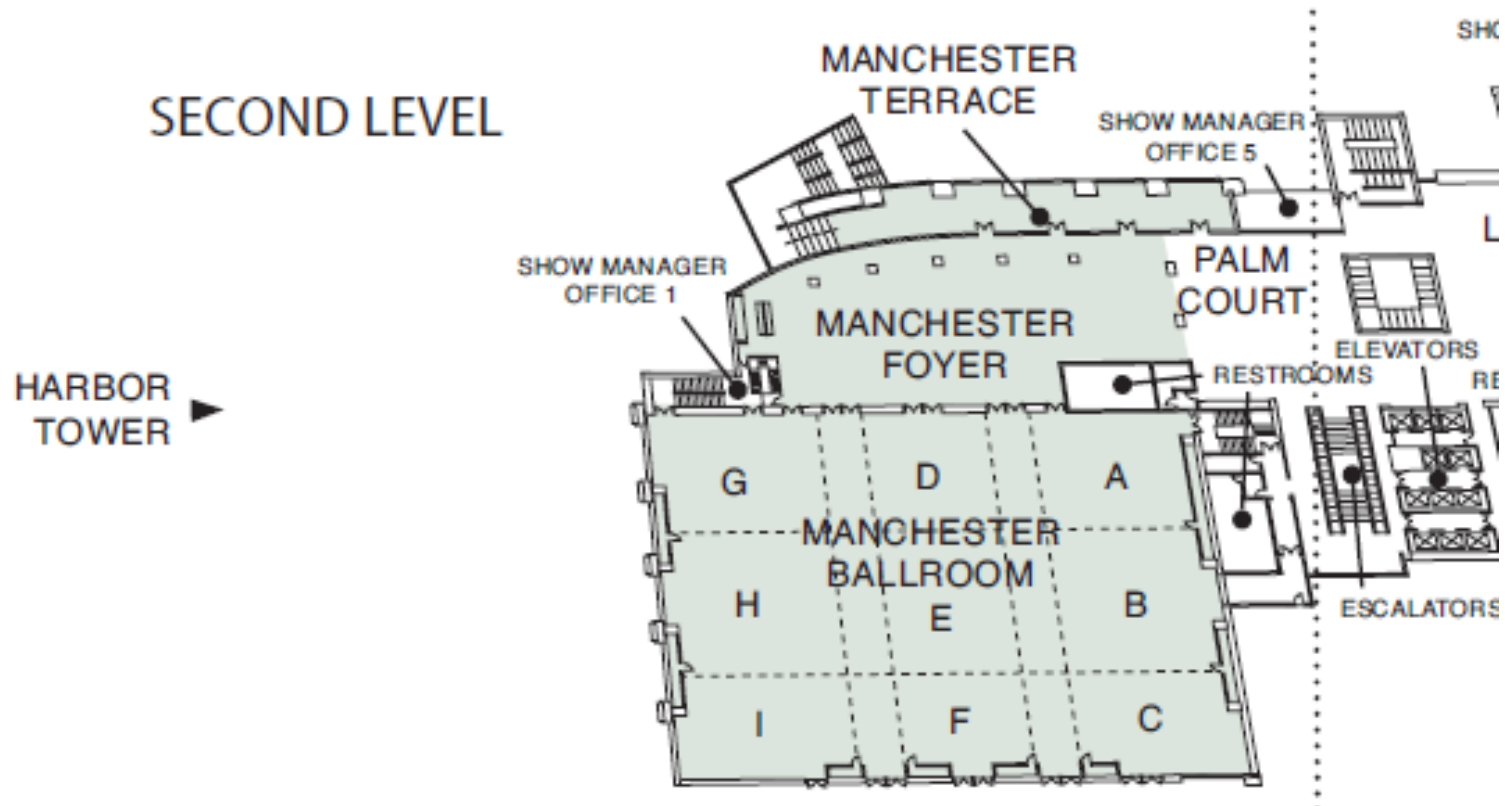 SECOND LEVEL
MANCHESTER
TERRACE
SHOW MANAGER
OFFICE 5
SHOW MANAGER
OFFICE 1
PALM
COURT
MANCHESTER
FOYER
ELEVATORS
RESTROOMS
HARBOR
TOWER
G
D
A
MANCHESTER
BALLROOM
H
E
B
ESCALATORS
I
F
C